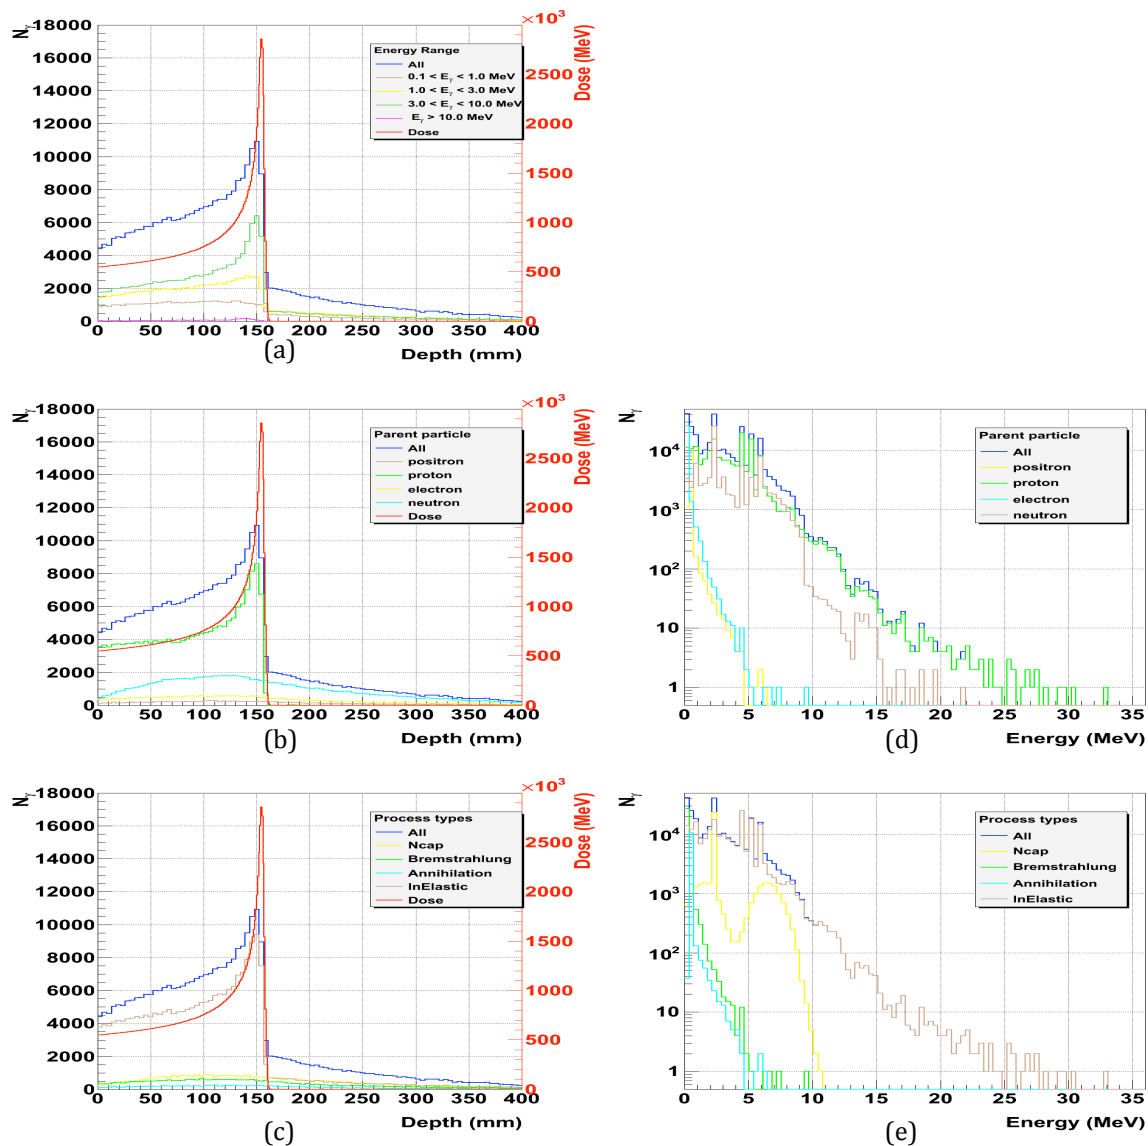 N_γ
18000
16000
14000
12000
10000
8000
6000
4000
2000
0
0 50 100 150 200 250 300 350 400
Depth (mm)
×10³
Dose (MeV)
2500
2000
1500
1000
500
0
Energy Range
All
0.1 < E_γ < 1.0 MeV
1.0 < E_γ < 3.0 MeV
3.0 < E_γ < 10.0 MeV
E_γ > 10.0 MeV
Dose
(a)
N_γ
18000
16000
14000
12000
10000
8000
6000
4000
2000
0
0 50 100 150 200 250 300 350 400
Depth (mm)
×10³
Dose (MeV)
2500
2000
1500
1000
500
0
Parent particle
All
positron
proton
electron
neutron
Dose
(b)
N_γ
10⁴
10³
10²
10
1
0 5 10 15 20 25 30 35
Energy (MeV)
Parent particle
All
positron
proton
electron
neutron
(d)
N_γ
18000
16000
14000
12000
10000
8000
6000
4000
2000
0
0 50 100 150 200 250 300 350 400
Depth (mm)
×10³
Dose (MeV)
2500
2000
1500
1000
500
0
Process types
All
Ncap
Bremstrahlung
Annihilation
InElastic
Dose
(c)
N_γ
10⁴
10³
10²
10
1
0 5 10 15 20 25 30 35
Energy (MeV)
Process types
All
Ncap
Bremstrahlung
Annihilation
InElastic
(e)